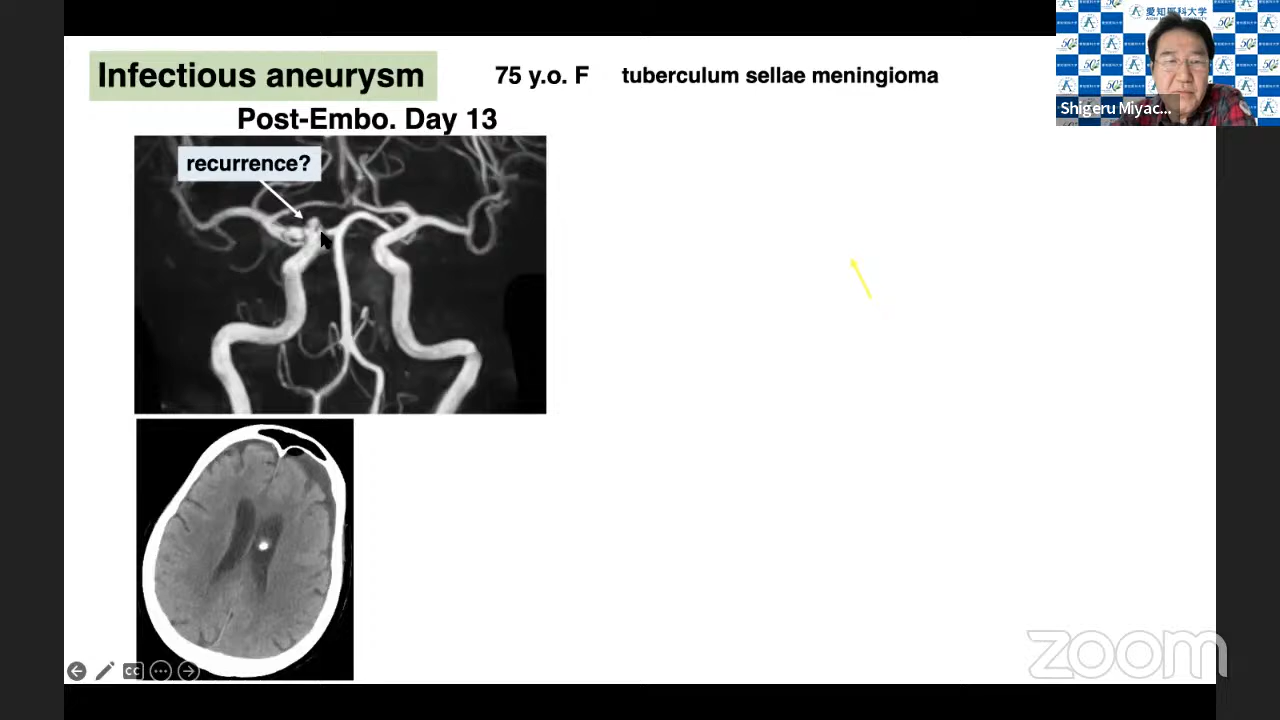 Infectious aneurysm
75 y.o. F
tuberculum sellae meningioma
Post-Embo. Day 13
recurrence?
愛知医科大学
Shigeru Miyac...
CC
zoom